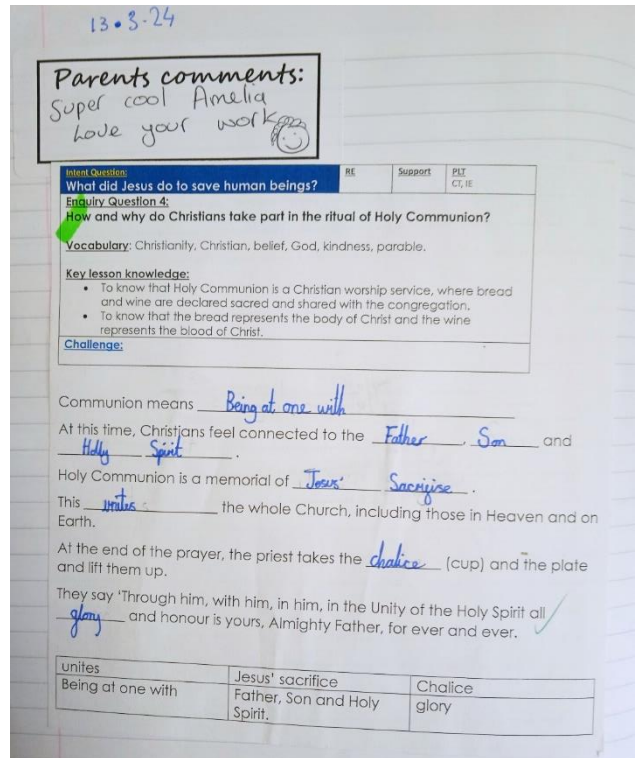 13.3-24
Parents comments:
Super cool Amelia
Love your work
Intent Question:
What did Jesus do to save human beings?
RE
Support
PLT
CT, IE
Enquiry Question 4:
How and why do Christians take part in the ritual of Holy Communion?
Vocabulary: Christianity, Christian, belief, God, kindness, parable.
Key lesson knowledge:
• To know that Holy Communion is a Christian worship service, where bread
and wine are declared sacred and shared with the congregation.
• To know that the bread represents the body of Christ and the wine
represents the blood of Christ.
Challenge:
Communion means Being at one with
At this time, Christians feel connected to the Father, Son and
Holly Spirit.
Holy Communion is a memorial of Jesus' Sacrifise.
This unites the whole Church, including those in Heaven and on
Earth.
At the end of the prayer, the priest takes the chalice (cup) and the plate
and lift them up.
They say 'Through him, with him, in him, in the Unity of the Holy Spirit all
glory and honour is yours, Almighty Father, for ever and ever.
unites
Jesus' sacrifice
Chalice
Being at one with
Father, Son and Holy
Spirit.
glory